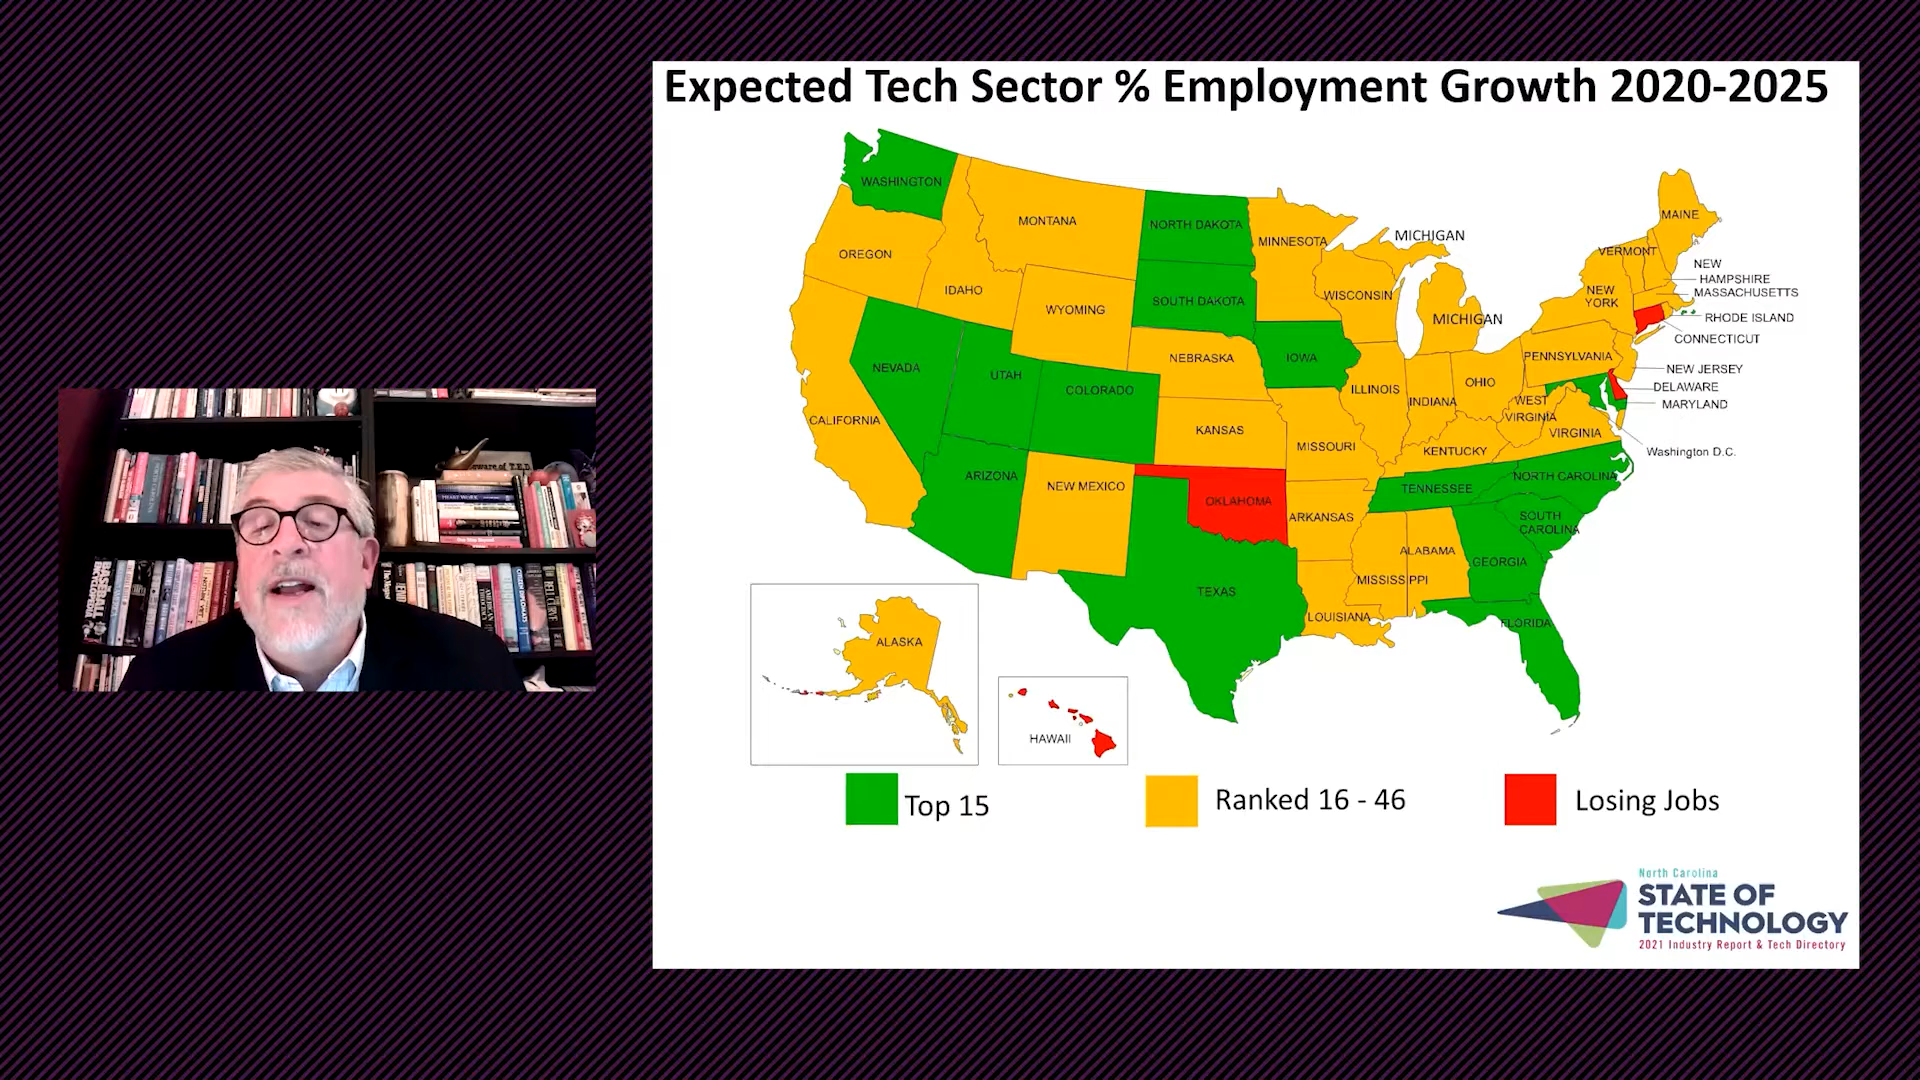 Expected Tech Sector % Employment Growth 2020-2025
WASHINGTON
MONTANA
NORTH DAKOTA
MINNESOTA
MICHIGAN
MAINE
VERMONT
OREGON
IDAHO
WYOMING
SOUTH DAKOTA
WISCONSIN
MICHIGAN
NEW
YORK
NEW
HAMPSHIRE
MASSACHUSETTS
RHODE ISLAND
CONNECTICUT
NEVADA
UTAH
COLORADO
NEBRASKA
IOWA
ILLINOIS
INDIANA
OHIO
PENNSYLVANIA
NEW JERSEY
DELAWARE
MARYLAND
WEST
VIRGINIA
VIRGINIA
Washington D.C.
CALIFORNIA
KANSAS
MISSOURI
KENTUCKY
ARIZONA
NEW MEXICO
OKLAHOMA
ARKANSAS
TENNESSEE
NORTH CAROLINA
SOUTH
CAROLINA
TEXAS
LOUISIANA
MISSISSIPPI
ALABAMA
GEORGIA
FLORIDA
ALASKA
HAWAII
Top 15
Ranked 16 - 46
Losing Jobs
North Carolina
STATE OF
TECHNOLOGY
2021 Industry Report & Tech Directory
BASEBALL
ENCYCLOPEDIA